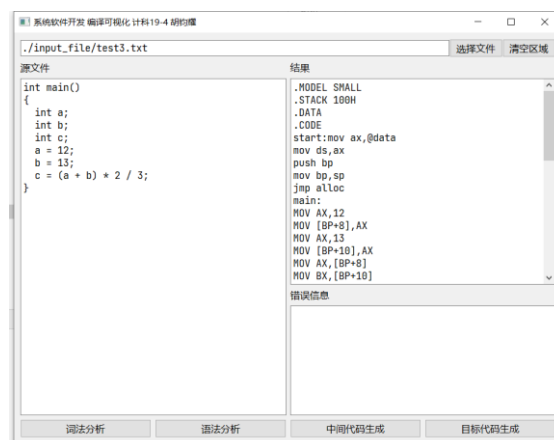 系统软件开发 编译可视化 计科19-4 胡钧耀
./input_file/test3.txt
选择文件
清空区域
源文件
int main()
{
int a;
int b;
int c;
a = 12;
b = 13;
c = (a + b) * 2 / 3;
}
结果
.MODEL SMALL
.STACK 100H
.DATA
.CODE
start:mov ax,@data
mov ds,ax
push bp
mov bp,sp
jmp alloc
main:
MOV AX,12
MOV [BP+8],AX
MOV AX,13
MOV [BP+10],AX
MOV AX,[BP+8]
MOV BX,[BP+10]
错误信息
词法分析
语法分析
中间代码生成
目标代码生成